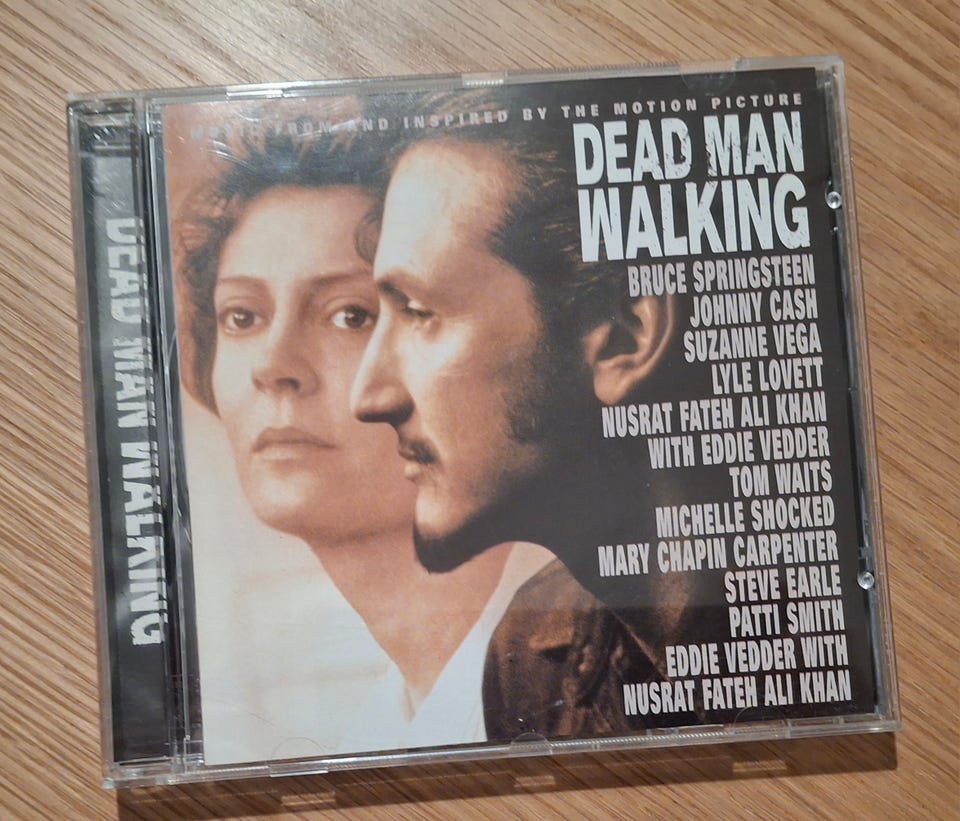 MUSIC FROM AND INSPIRED BY THE MOTION PICTURE
DEAD MAN
WALKING
BRUCE SPRINGSTEEN
JOHNNY CASH
SUZANNE VEGA
LYLE LOVETT
NUSRAT FATEH ALI KHAN
WITH EDDIE VEDDER
TOM WAITS
MICHELLE SHOCKED
MARY CHAPIN CARPENTER
STEVE EARLE
PATTI SMITH
EDDIE VEDDER WITH
NUSRAT FATEH ALI KHAN
DEAD MAN WALKING